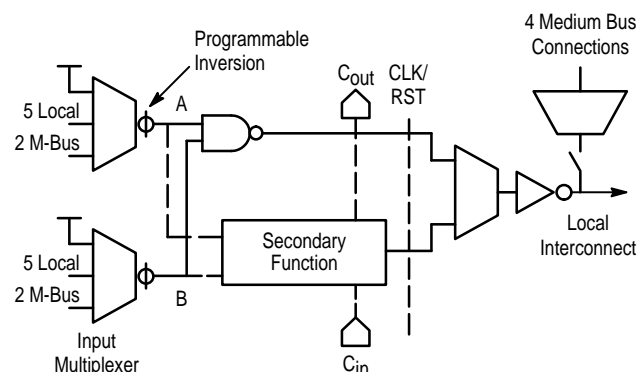 Programmable
Inversion
4 Medium Bus
Connections
Cout
CLK/
RST
A
5 Local
2 M-Bus
5 Local
2 M-Bus
B
Secondary
Function
Local
Interconnect
Input
Multiplexer
Cin